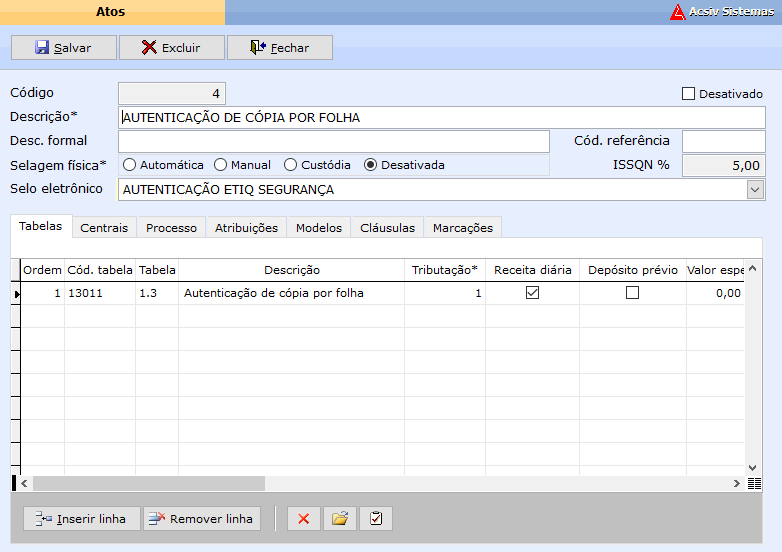 Atos
Acsiv Sistemas
Salvar Excluir Fechar
Código 4 Desativado
Descrição* AUTENTICAÇÃO DE CÓPIA POR FOLHA
Desc. formal Cód. referência
Selagem física* Automática Manual Custódia Desativada ISSQN % 5,00
Selo eletrônico AUTENTICAÇÃO ETIQ SEGURANÇA
Tabelas Centrais Processo Atribuições Modelos Cláusulas Marcações
Ordem Cód. tabela Tabela Descrição Tributação* Receita diária Depósito prévio Valor espe
1 13011 1.3 Autenticação de cópia por folha 1 0,00
Inserir linha Remover linha